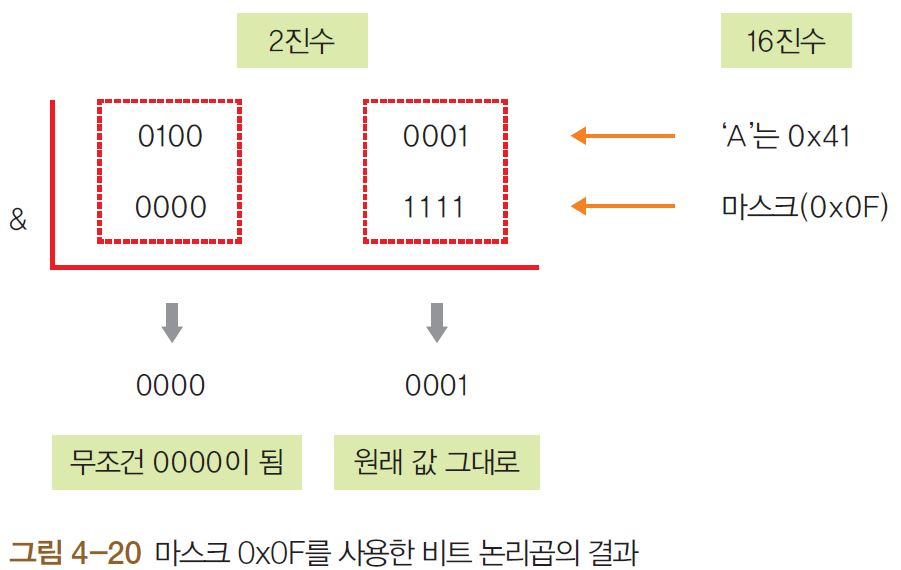 2진수 16진수
0100 0001 ‘A’는 0x41
& 0000 1111 마스크(0x0F)
0000 0001
무조건 0000이 됨 원래 값 그대로
그림 4-20 마스크 0x0F를 사용한 비트 논리곱의 결과